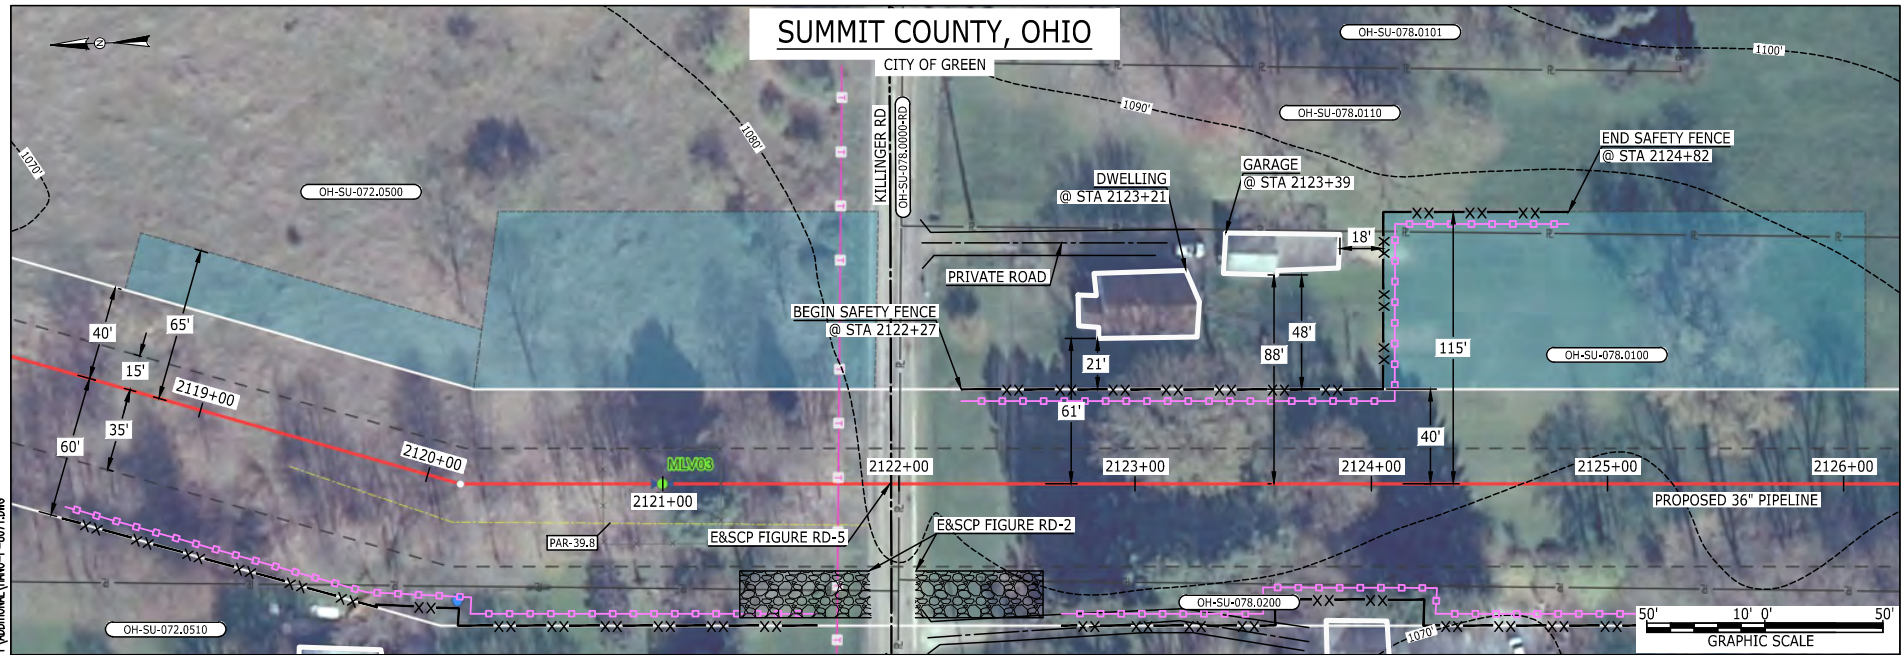 SUMMIT COUNTY, OHIO
CITY OF GREEN
N
OH-SU-078.0101
1100'
1090'
OH-SU-078.0110
END SAFETY FENCE
@ STA 2124+82
1080'
KILLINGER RD
OH-SU-078.0000-RD
1070'
OH-SU-072.0500
GARAGE
@ STA 2123+39
DWELLING
@ STA 2123+21
18'
PRIVATE ROAD
BEGIN SAFETY FENCE
@ STA 2122+27
40'
65'
15'
21'
88'
48'
115'
OH-SU-078.0100
2119+00
61'
40'
35'
60'
2120+00
MLV03
2121+00
2122+00
2123+00
2124+00
2125+00
2126+00
PROPOSED 36" PIPELINE
PAR-39.8
E&SCP FIGURE RD-5
E&SCP FIGURE RD-2
OH-SU-078.0200
OH-SU-072.0510
1070'
50' 10' 0' 50'
GRAPHIC SCALE